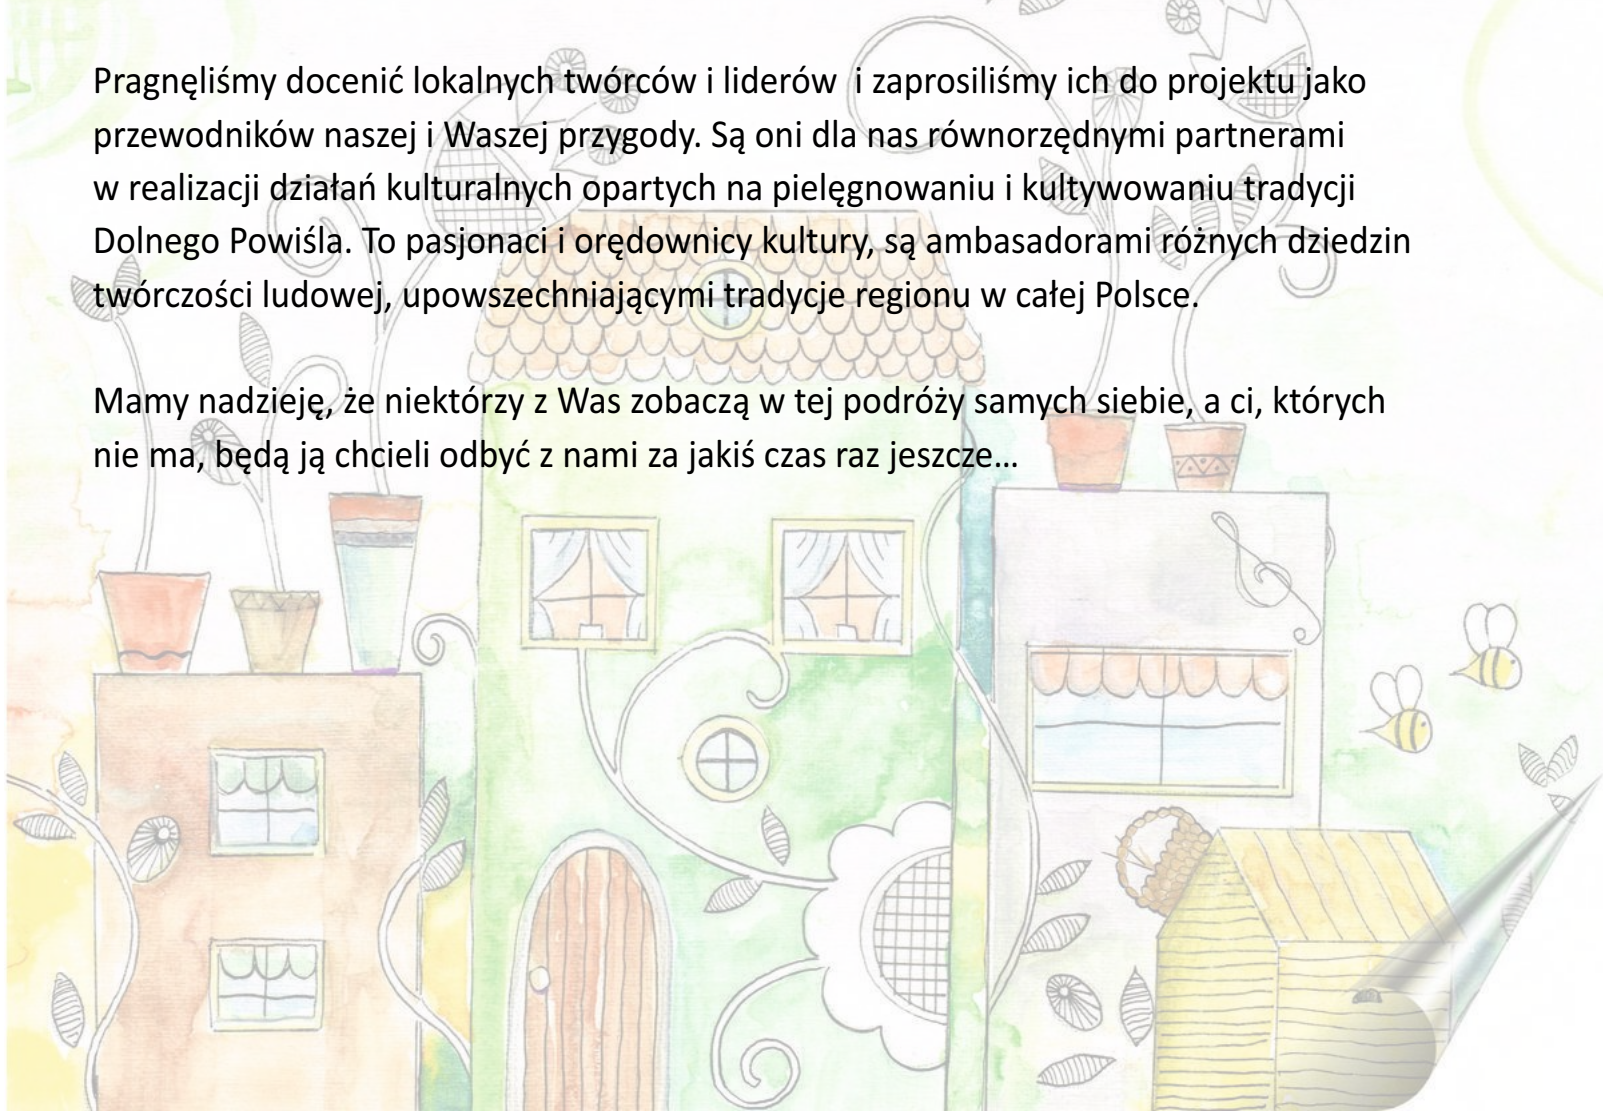 Pragnęliśmy docenić lokalnych twórców i liderów  i zaprosiliśmy ich do projektu jako
przewodników naszej i Waszej przygody. Są oni dla nas równorzędnymi partnerami
w realizacji działań kulturalnych opartych na pielęgnowaniu i kultywowaniu tradycji
Dolnego Powiśla. To pasjonaci i orędownicy kultury, są ambasadorami różnych dziedzin
twórczości ludowej, upowszechniającymi tradycje regionu w całej Polsce.
Mamy nadzieję, że niektórzy z Was zobaczą w tej podróży samych siebie, a ci, których
nie ma, będą ją chcieli odbyć z nami za jakiś czas raz jeszcze…